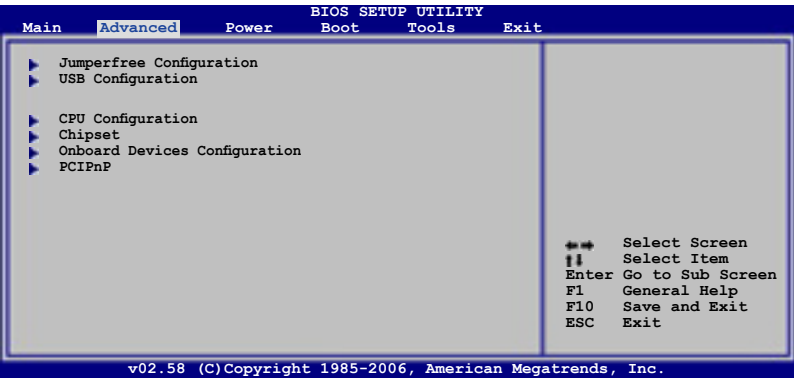 BIOS SETUP UTILITY
Main Advanced Power Boot Tools Exit
Jumperfree Configuration
USB Configuration
CPU Configuration
Chipset
Onboard Devices Configuration
PCIPnP
Select Screen
Select Item
Enter Go to Sub Screen
F1 General Help
F10 Save and Exit
ESC Exit
v02.58 (C)Copyright 1985-2006, American Megatrends, Inc.